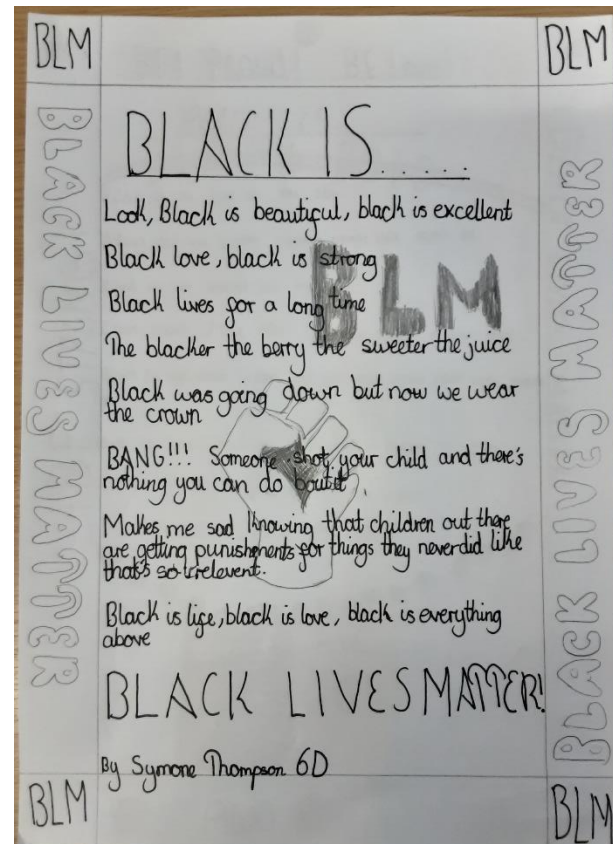 BLM
BLM
BLACK IS.....
Look, Black is beautiful, black is excellent
Black love, black is strong
Black lives for a long time
The blacker the berry the sweeter the juice
Black was going down but now we wear
the crown
BANG!!! Someone shot your child and there's
nothing you can do boutit
Makes me sad knowing that children out there
are getting punishments for things they never did like
that's so irrelevent.
Black is life, black is love, black is everything
above
BLACK LIVES MATTER!
By Symone Thompson 6D
BLM
BLM
BLACK LIVES MATTER
BLACK LIVES MATTER
BLM